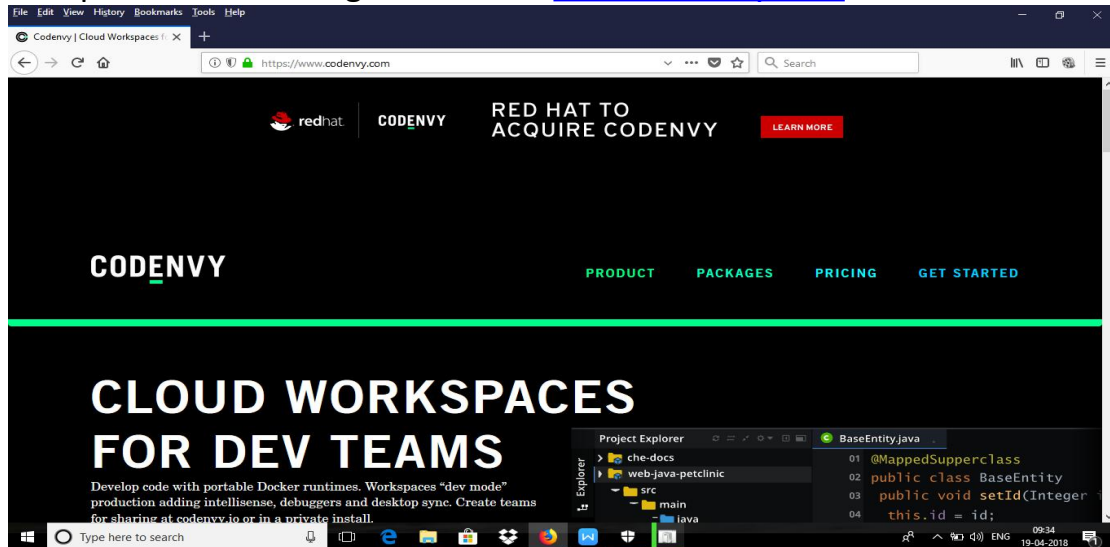 File Edit View History Bookmarks Tools Help
Codenvy | Cloud Workspaces f
https://www.codenvy.com
Search
redhat. CODENVY RED HAT TO
ACQUIRE CODENVY
LEARN MORE
CODENVY
PRODUCT PACKAGES PRICING GET STARTED
CLOUD WORKSPACES
FOR DEV TEAMS
Develop code with portable Docker runtimes. Workspaces “dev mode”
production adding intellisense, debuggers and desktop sync. Create teams
for sharing at codenvy.io or in a private install.
Explorer
Project Explorer
che-docs
web-java-petclinic
src
main
java
BaseEntity.java
01 @MappedSupperclass
02 public class BaseEntity
03 public void setId(Integer i
04 this.id = id;
Type here to search
ENG
09:34
19-04-2018